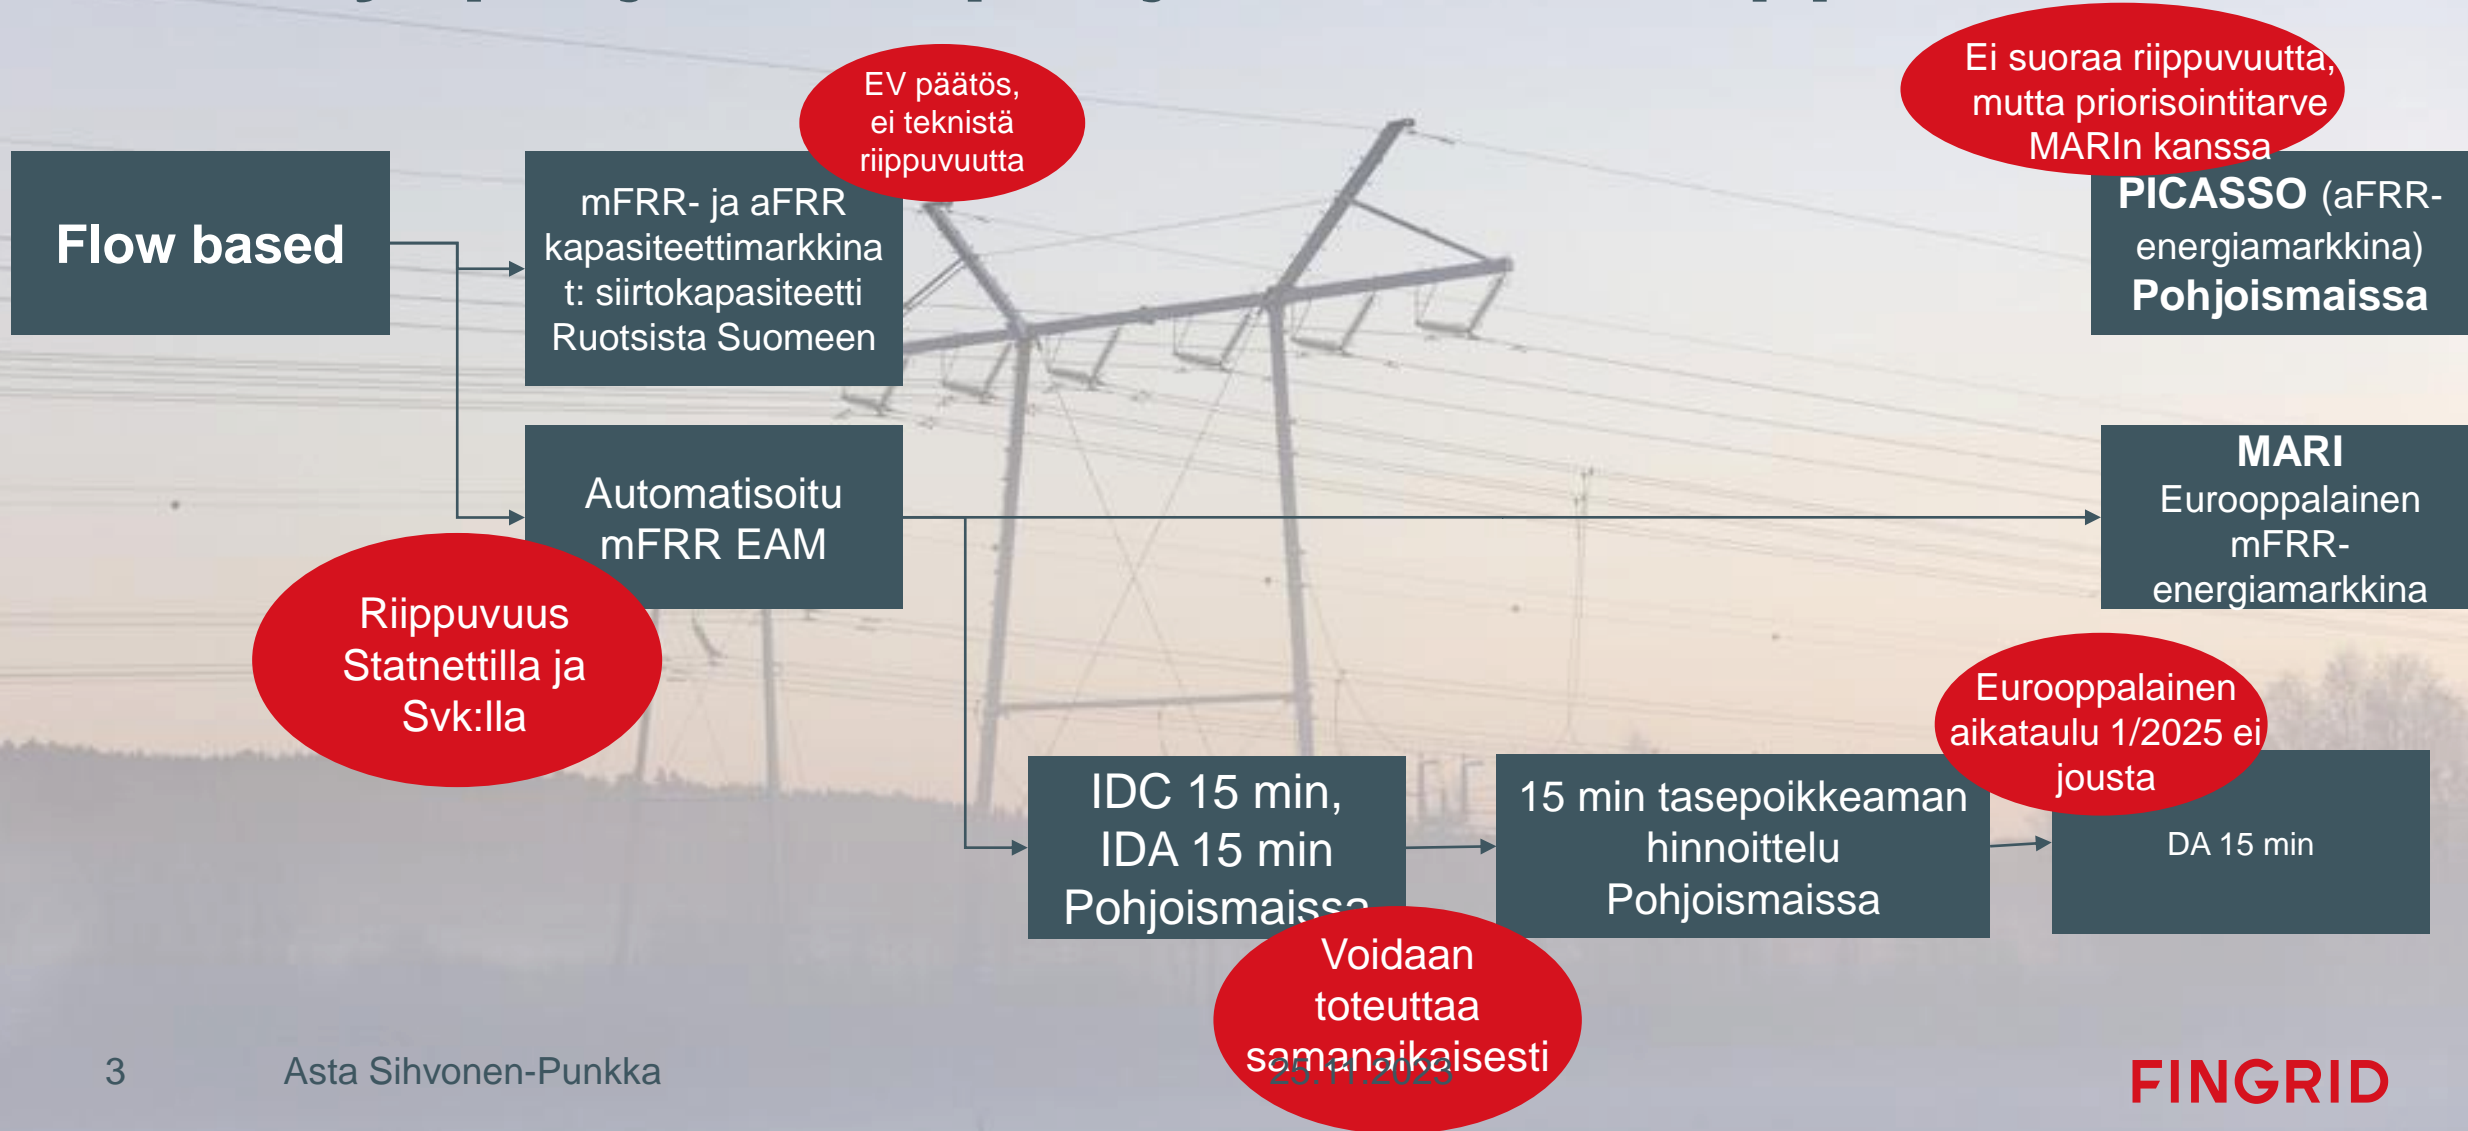 EV päätös,
ei teknistä
riippuvuutta
Ei suoraa riippuvuutta,
mutta priorisointitarve
MARIn kanssa
Flow based
mFRR- ja aFRR
kapasiteettimarkkina
t: siirtokapasiteetti
Ruotsista Suomeen
PICASSO (aFRR-
energiamarkkina)
Pohjoismaissa
Automatisoitu
mFRR EAM
MARI
Eurooppalainen
mFRR-
energiamarkkina
Riippuvuus
Statnettilla ja
Svk:lla
Eurooppalainen
aikataulu 1/2025 ei
jousta
IDC 15 min,
IDA 15 min
Pohjoismaissa
15 min tasepoikkeaman
hinnoittelu
Pohjoismaissa
DA 15 min
Voidaan
toteuttaa
samanaikaisesti
3
Asta Sihvonen-Punkka
25.11.2023
FINGRID